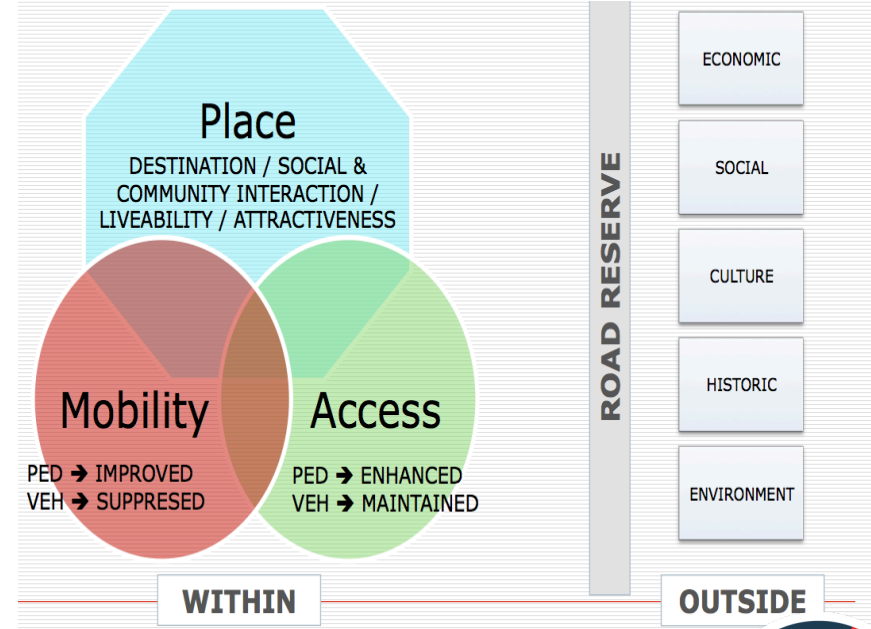 Place
DESTINATION / SOCIAL &
COMMUNITY INTERACTION /
LIVEABILITY / ATTRACTIVENESS
Mobility
PED ➔ IMPROVED
VEH ➔ SUPPRESED
Access
PED ➔ ENHANCED
VEH ➔ MAINTAINED
WITHIN
ROAD RESERVE
ECONOMIC
SOCIAL
CULTURE
HISTORIC
ENVIRONMENT
OUTSIDE